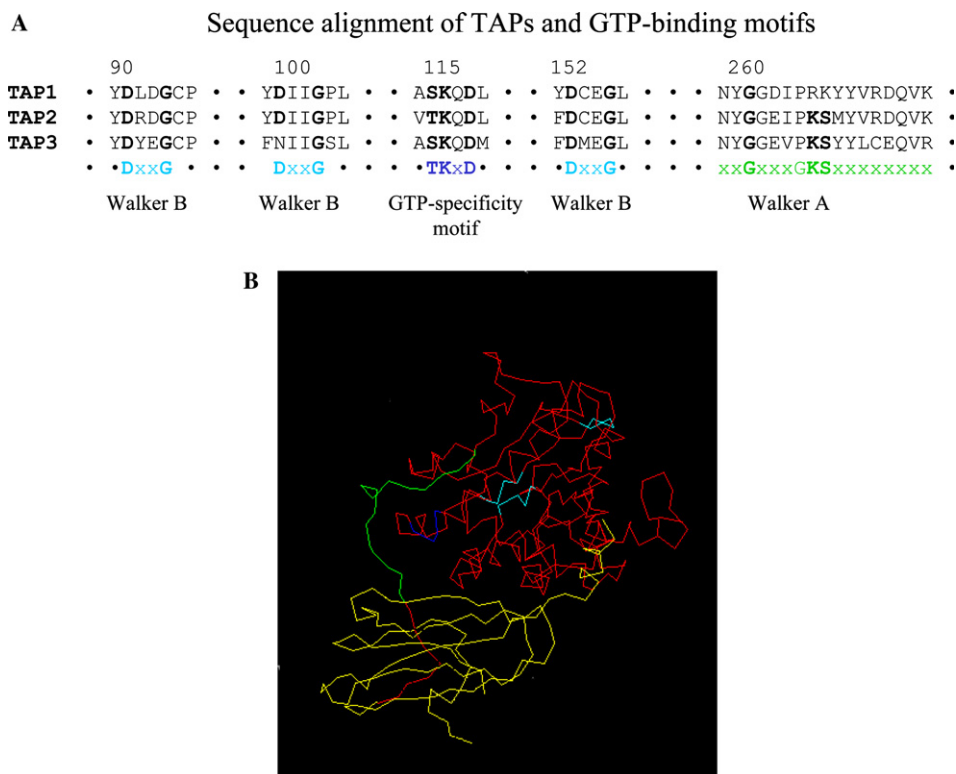 A Sequence alignment of TAPs and GTP-binding motifs
90 100 115 152 260
TAP1 • YDLDGCP • • YDIIGPL • • • ASKQDL • • • YDCEGL • • • NYGGDIPRKYYVRDQVK •
TAP2 • YDRDGCP • • YDIIGPL • • • VTKQDL • • • FDCEGL • • • NYGGEIPKSMYVRDQVK •
TAP3 • YDYEGCP • • FNIIGSL • • • ASKQDM • • • FDMEGL • • • NYGGEVPKSYYLCEQVR •
• •DxxG• • • •DxxG• • • • •TKxD• • • • •DxxG• • • • xxGxxxGKSxxxxxxxx •
Walker B Walker B GTP-specificity Walker B Walker A
motif
B